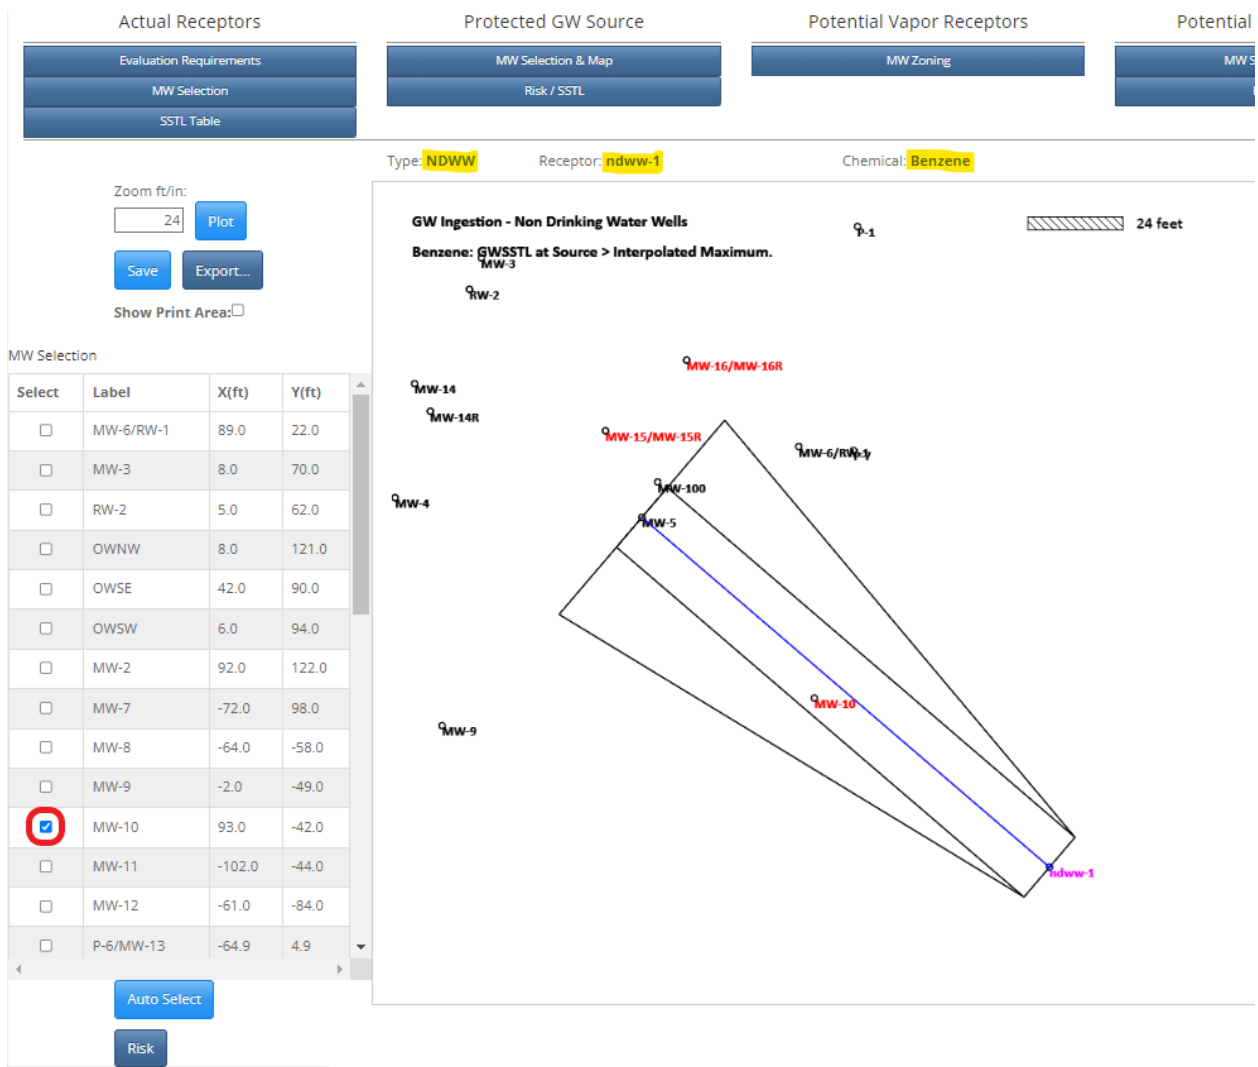 Actual Receptors
Protected GW Source
Potential Vapor Receptors
Potential
Evaluation Requirements
MW Selection & Map
MW Zoning
MW Selection
Risk / SSTL
SSTL Table
Type: NDWW
Receptor: ndww-1
Chemical: Benzene
Zoom ft/in:
24
Plot
Save
Export...
Show Print Area:
MW Selection
Select Label X(ft) Y(ft)
MW-6/RW-1 89.0 22.0
MW-3 8.0 70.0
RW-2 5.0 62.0
OWNW 8.0 121.0
OWSE 42.0 90.0
OWSW 6.0 94.0
MW-2 92.0 122.0
MW-7 -72.0 98.0
MW-8 -64.0 -58.0
MW-9 -2.0 -49.0
MW-10 93.0 -42.0
MW-11 -102.0 -44.0
MW-12 -61.0 -84.0
P-6/MW-13 -64.9 4.9
Auto Select
Risk
GW Ingestion - Non Drinking Water Wells
P-1
24 feet
Benzene: GWSSTL at Source > Interpolated Maximum.
MW-3
RW-2
MW-16/MW-16R
MW-14
MW-14R
MW-15/MW-15R
MW-6/RW-1
MW-100
MW-4
MW-5
MW-10
MW-9
ndww-1